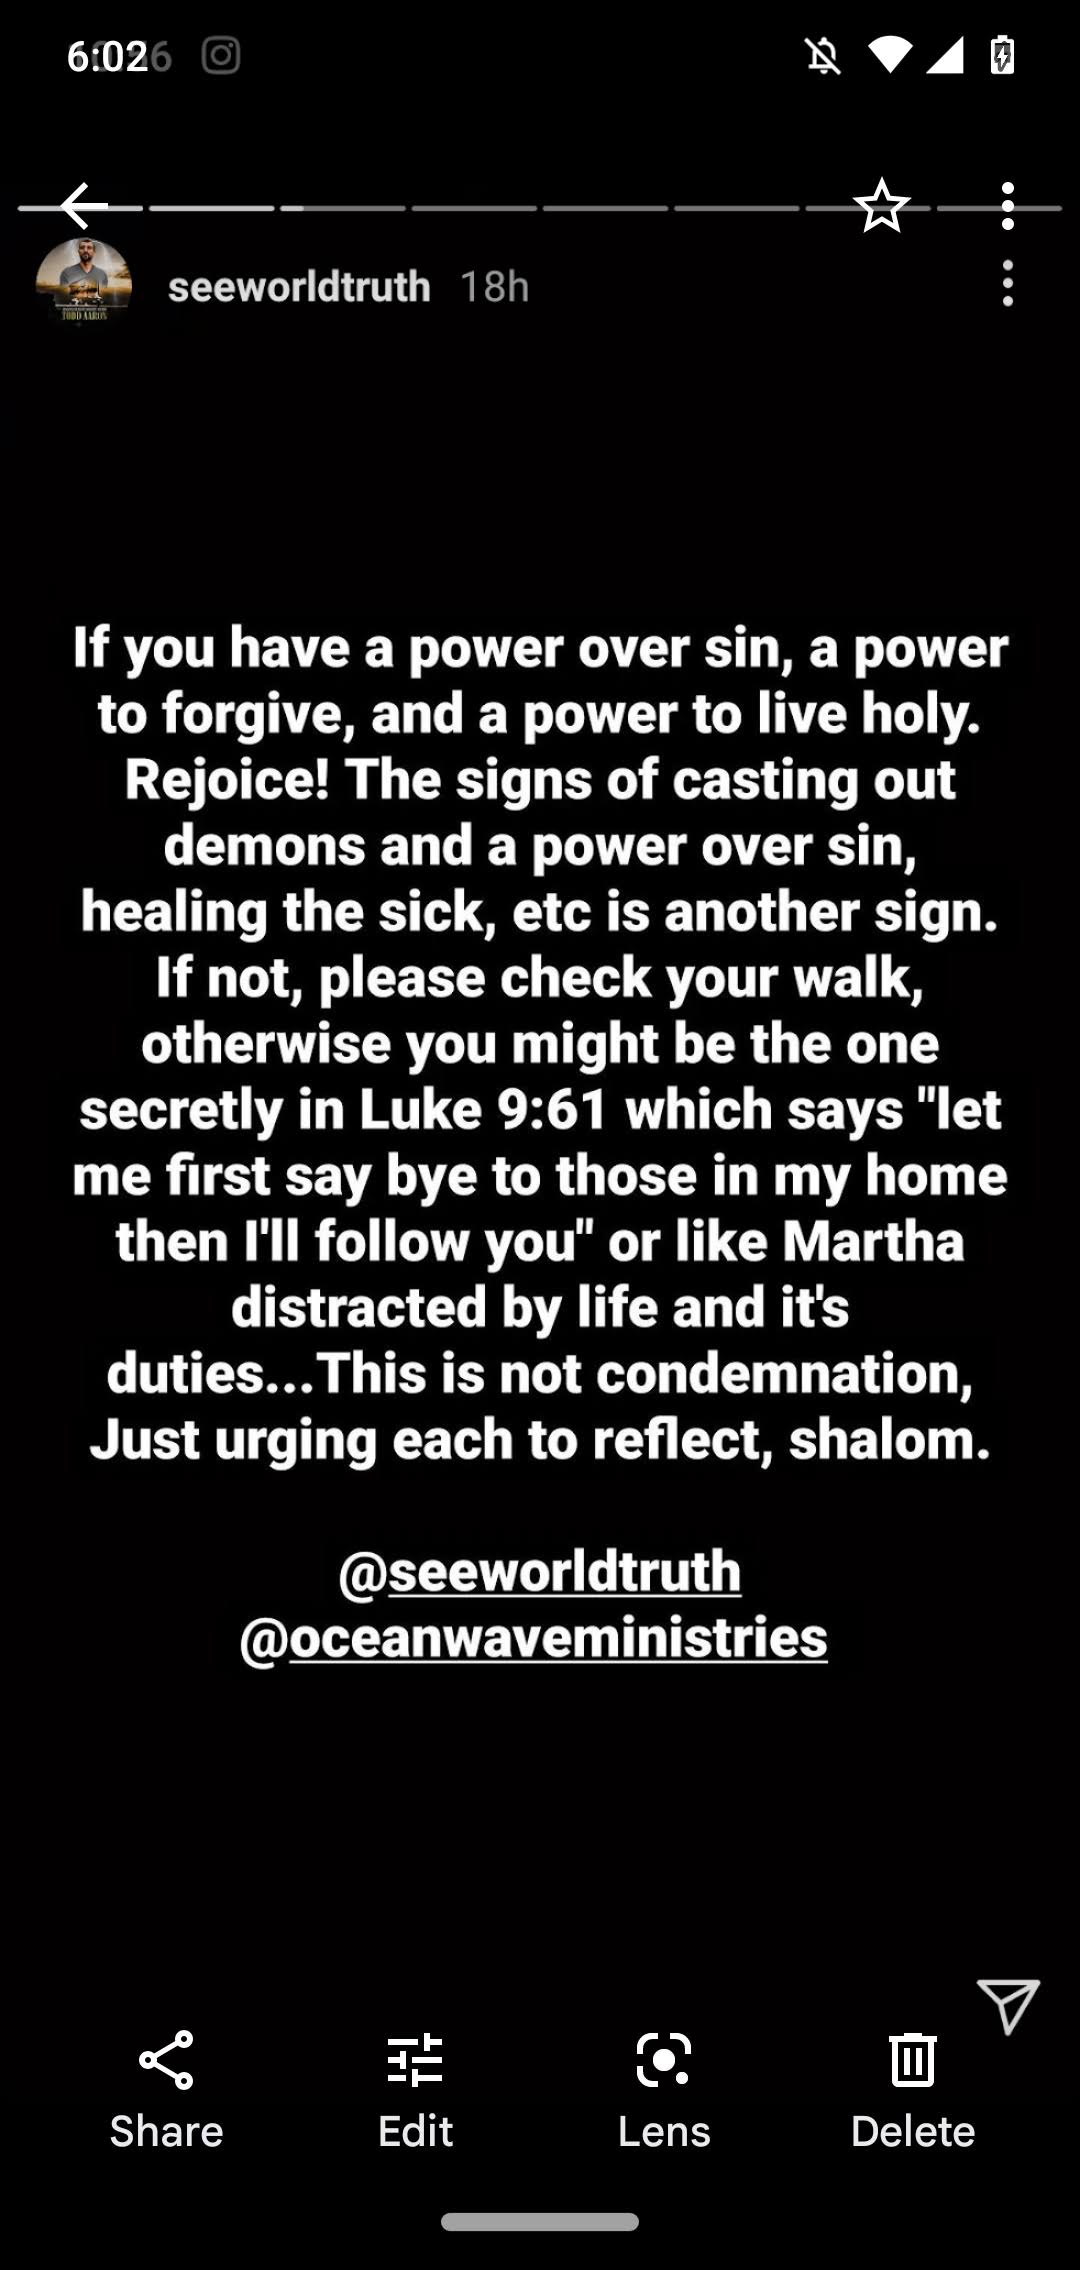 6:02
seeworldtruth 18h
TODD AARON
If you have a power over sin, a power
to forgive, and a power to live holy.
Rejoice! The signs of casting out
demons and a power over sin,
healing the sick, etc is another sign.
If not, please check your walk,
otherwise you might be the one
secretly in Luke 9:61 which says "let
me first say bye to those in my home
then I'll follow you" or like Martha
distracted by life and it's
duties...This is not condemnation,
Just urging each to reflect, shalom.
@seeworldtruth
@oceanwaveministries
Share Edit Lens Delete